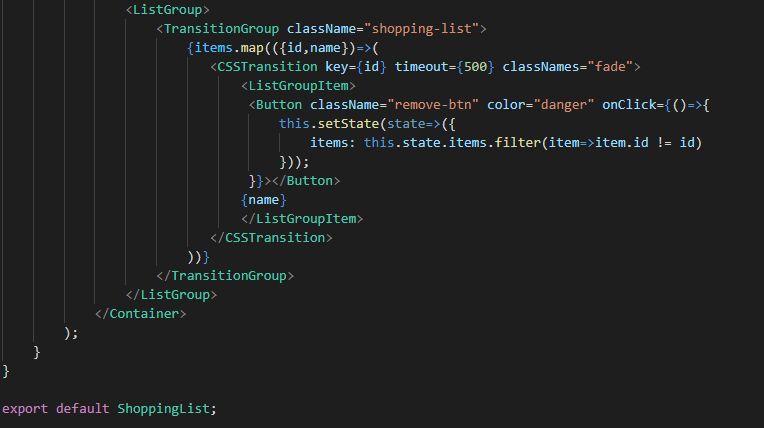 <ListGroup>
<TransitionGroup className="shopping-list">
{items.map(({id,name})=>(
<CSSTransition key={id} timeout={500} classNames="fade">
<ListGroupItem>
<Button className="remove-btn" color="danger" onClick={()=>{
this.setState(state=>({
items: this.state.items.filter(item=>item.id != id)
}));
}}></Button>
{name}
</ListGroupItem>
</CSSTransition>
))}
</TransitionGroup>
</ListGroup>
</Container>
);
}
}
export default ShoppingList;